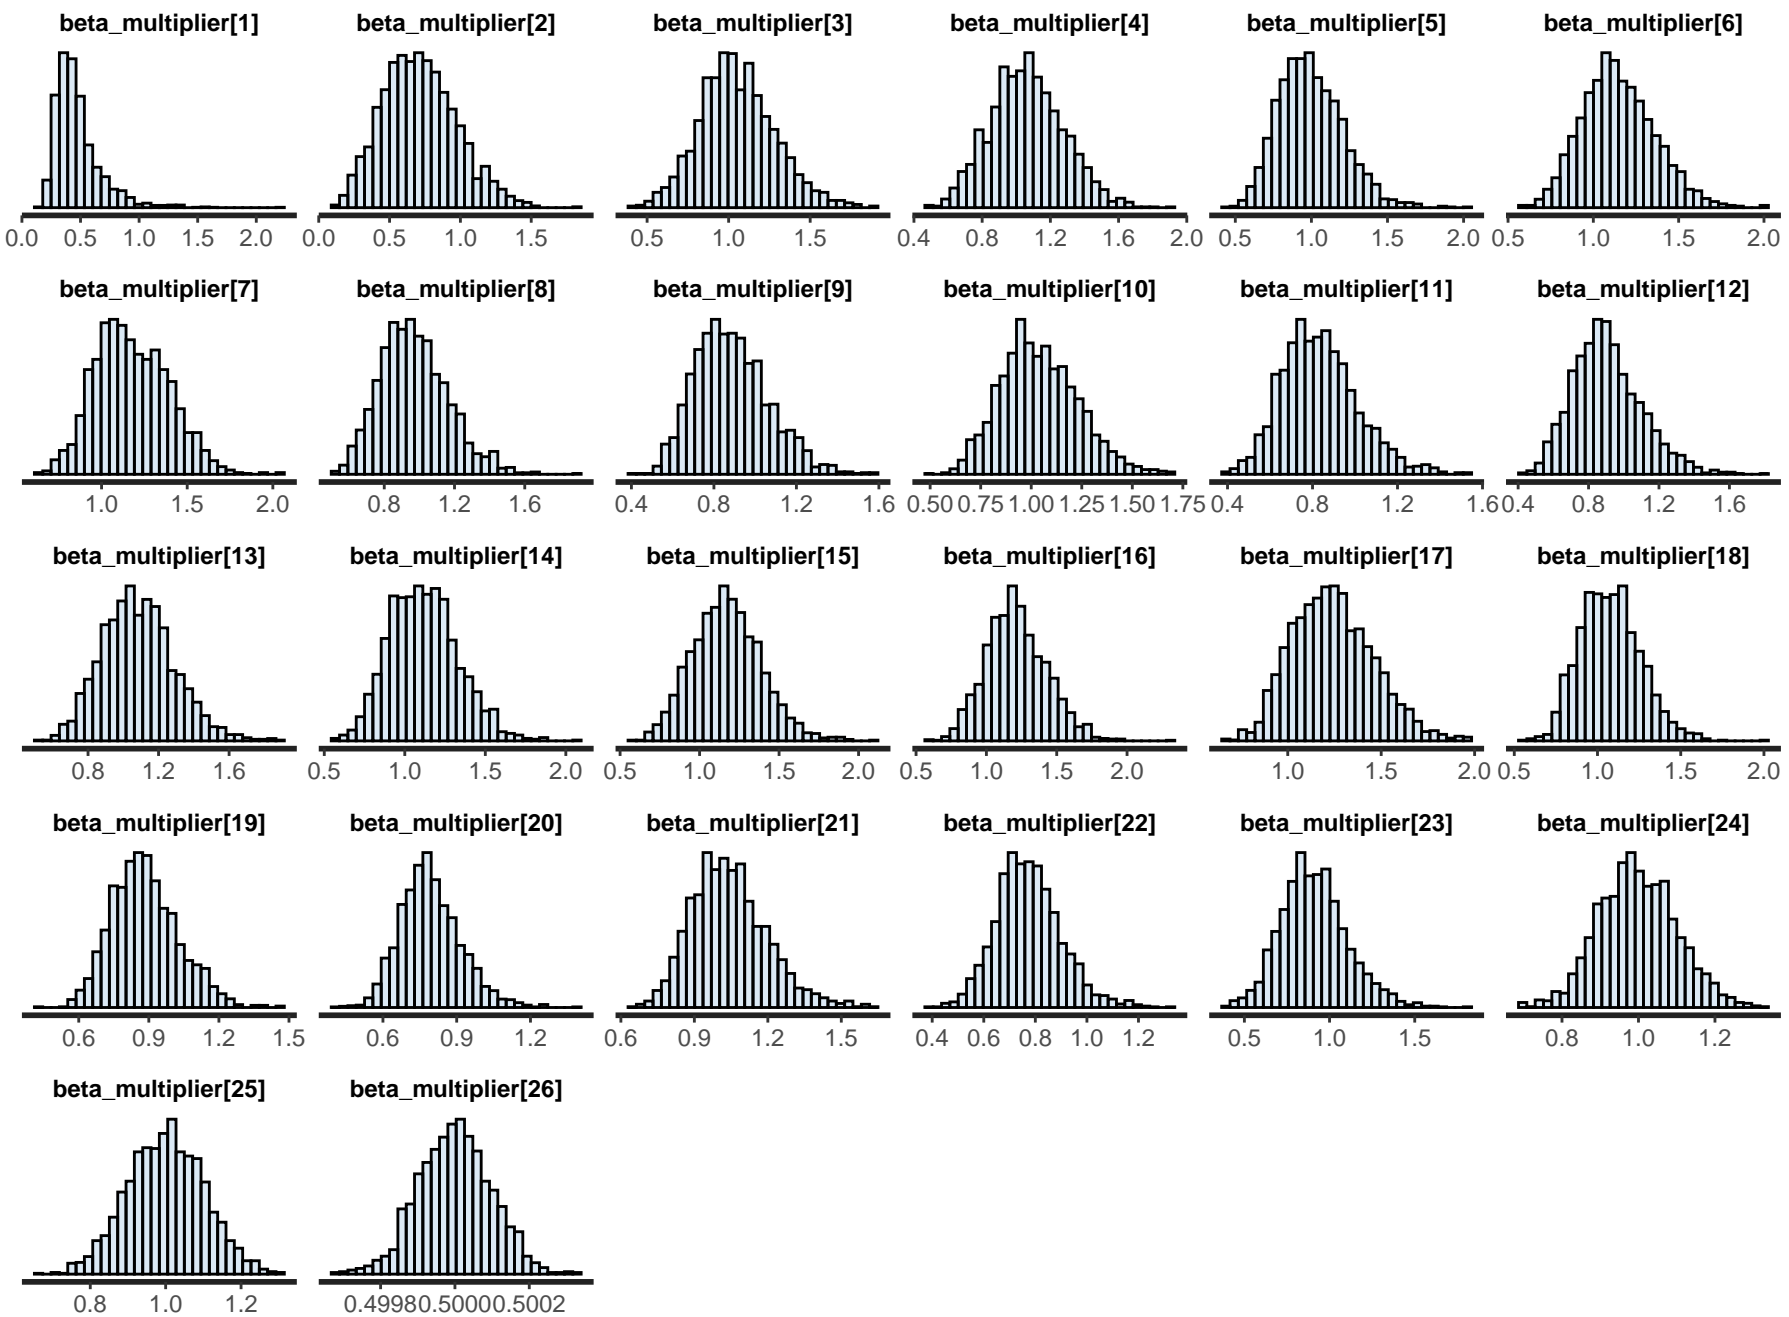 beta_multiplier[1] beta_multiplier[2] beta_multiplier[3] beta_multiplier[4] beta_multiplier[5] beta_multiplier[6]
0.0 0.5 1.0 1.5 2.0 0.0 0.5 1.0 1.5 0.5 1.0 1.5 0.4 0.8 1.2 1.6 2.0 0.5 1.0 1.5 2.0 0.5 1.0 1.5 2.0
beta_multiplier[7] beta_multiplier[8] beta_multiplier[9] beta_multiplier[10] beta_multiplier[11] beta_multiplier[12]
1.0 1.5 2.0 0.8 1.2 1.6 0.4 0.8 1.2 1.6 0.50 0.75 1.00 1.25 1.50 1.75 0.4 0.8 1.2 1.6 0.4 0.8 1.2 1.6
beta_multiplier[13] beta_multiplier[14] beta_multiplier[15] beta_multiplier[16] beta_multiplier[17] beta_multiplier[18]
0.8 1.2 1.6 0.5 1.0 1.5 2.0 0.5 1.0 1.5 2.0 0.5 1.0 1.5 2.0 1.0 1.5 2.0 0.5 1.0 1.5 2.0
beta_multiplier[19] beta_multiplier[20] beta_multiplier[21] beta_multiplier[22] beta_multiplier[23] beta_multiplier[24]
0.6 0.9 1.2 1.5 0.6 0.9 1.2 0.6 0.9 1.2 1.5 0.4 0.6 0.8 1.0 1.2 0.5 1.0 1.5 0.8 1.0 1.2
beta_multiplier[25] beta_multiplier[26]
0.8 1.0 1.2 0.4998 0.5000 0.5002